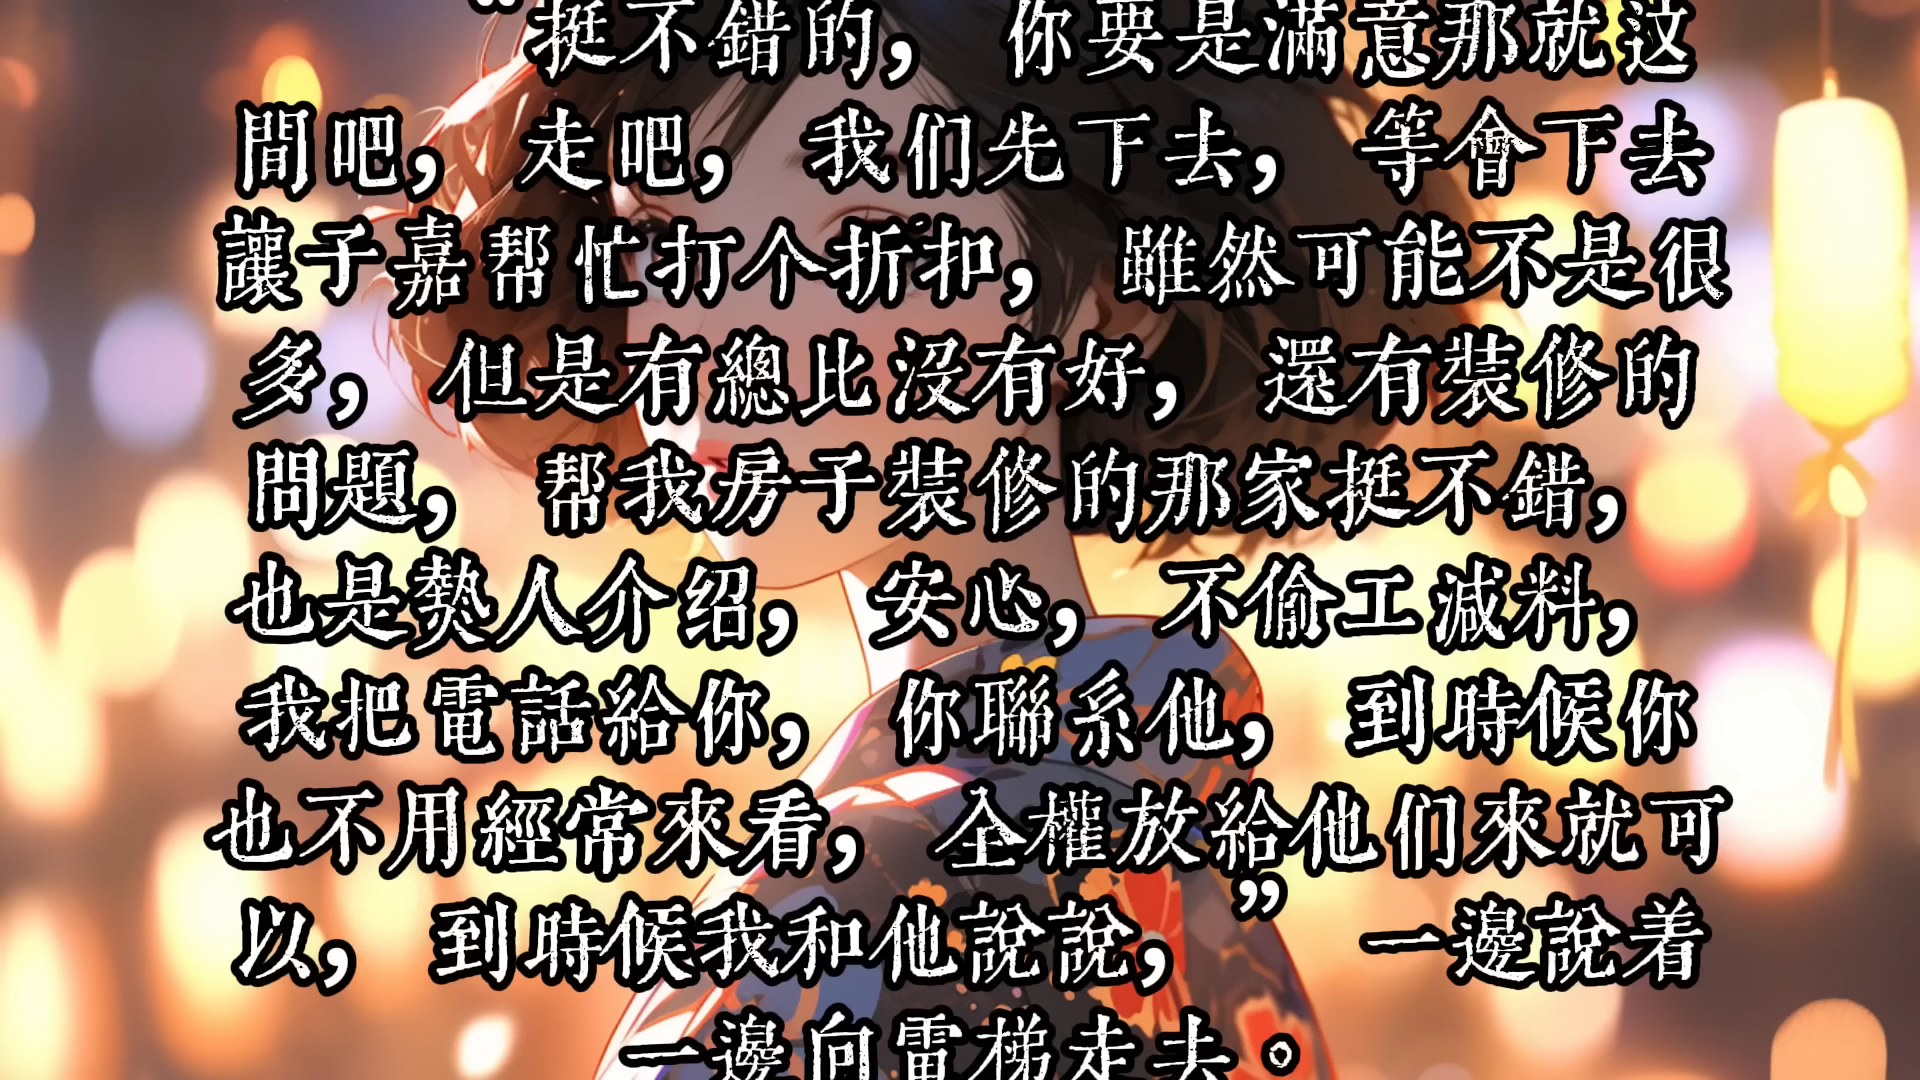 “挺不錯的，你要是滿意那就这
間吧，走吧，我们先下去，等會下去
讓子嘉帮忙打个折扣，雖然可能不是很
多，但是有總比沒有好，還有裝修的
問題，帮我房子裝修的那家挺不錯，
也是熱人介绍，安心，不偷工減料，
我把電話給你，你聯系他，到時候你
也不用經常來看，全權放給他们來就可
以，到時候我和他說說，”一邊說着
一邊向電梯走去。